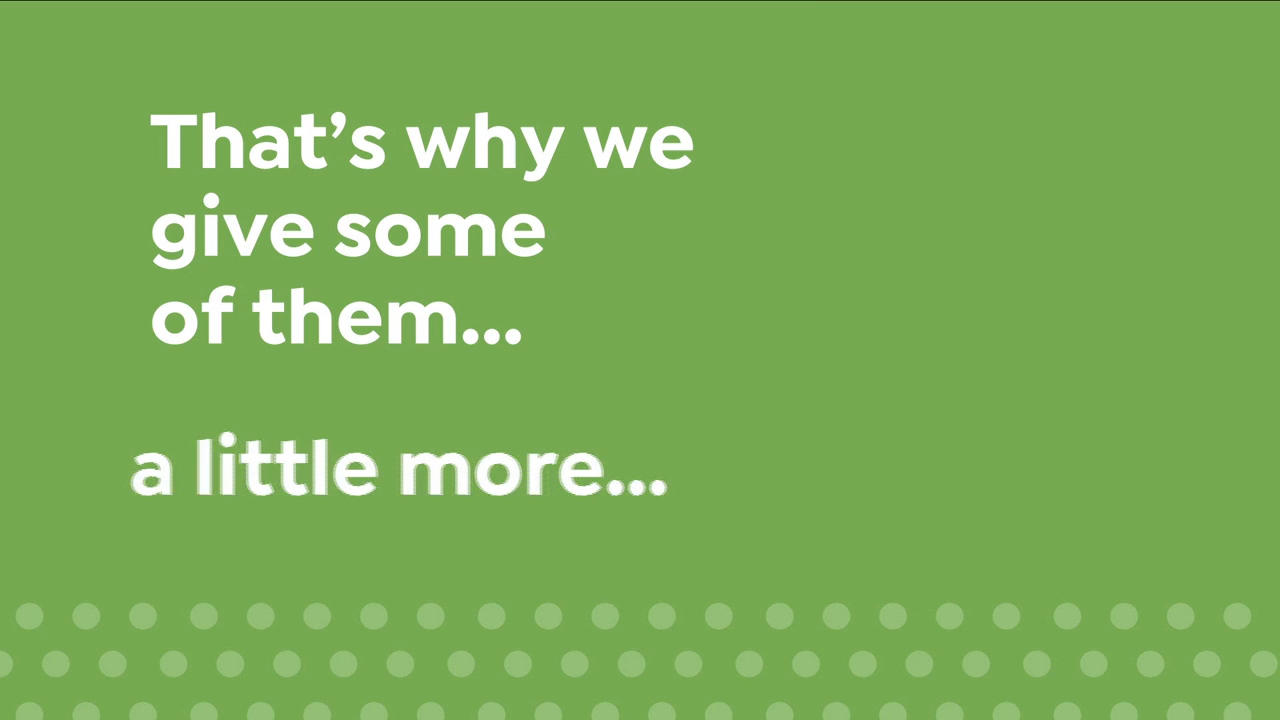 That’s why we
give some
of them...
a little more...